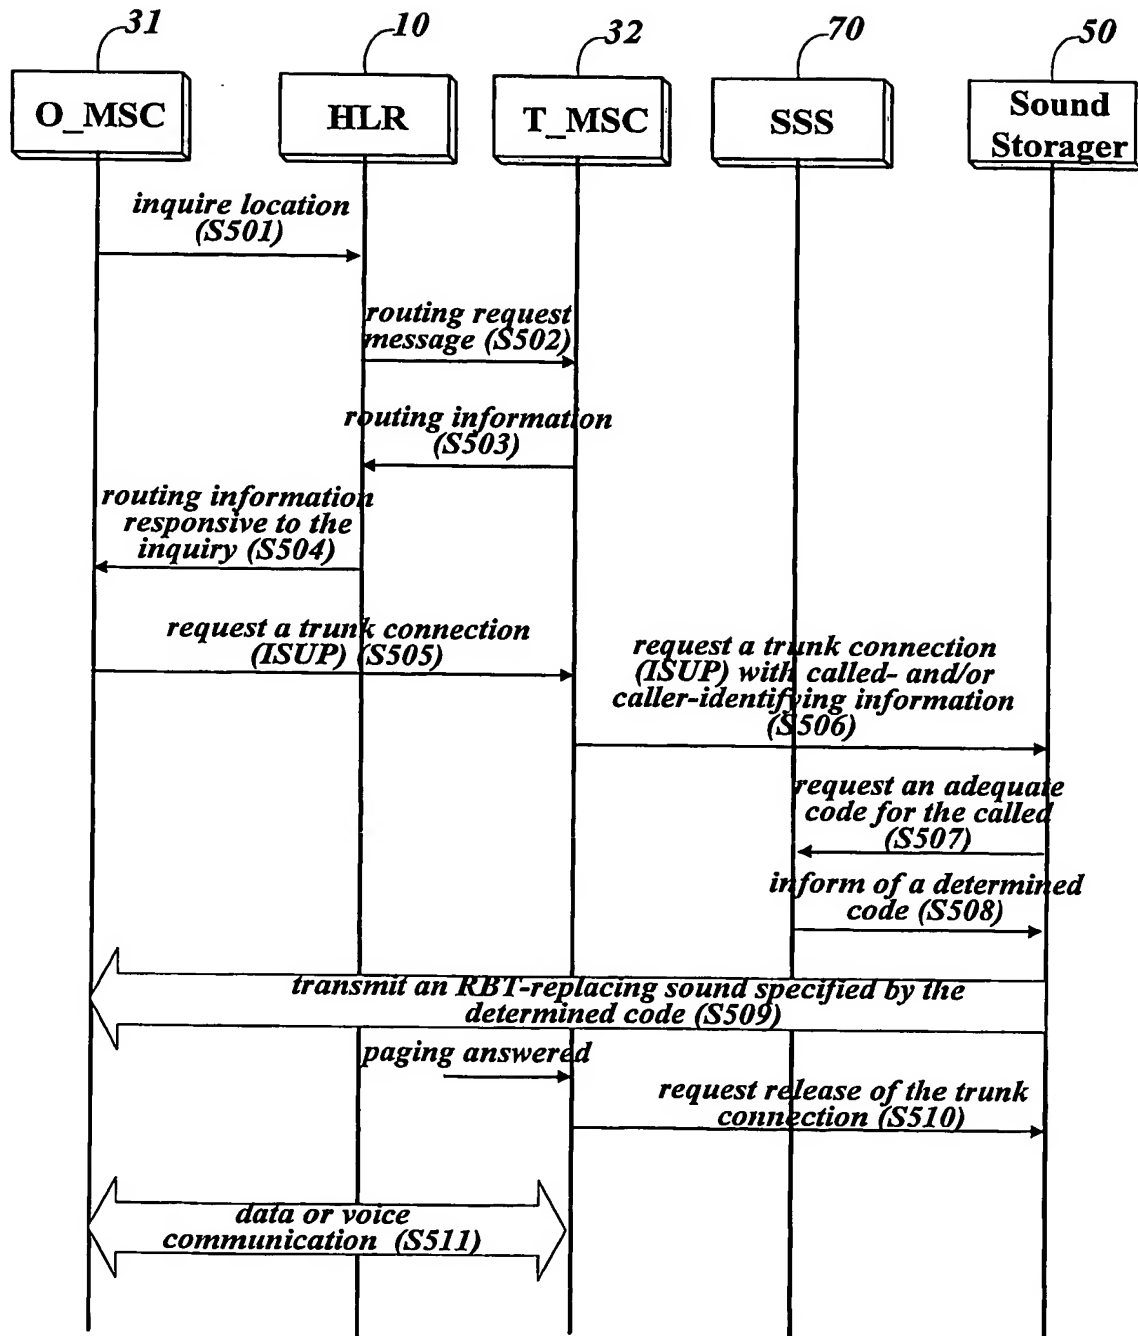 31
10
32
70
50
O_MSC
HLR
T_MSC
SSS
Sound
Storager
inquire location
(S501)
routing request
message (S502)
routing information
(S503)
routing information
responsive to the
inquiry (S504)
request a trunk connection
(ISUP) (S505)
request a trunk connection
(ISUP) with called- and/or
caller-identifying information
(S506)
request an adequate
code for the called
(S507)
inform of a determined
code (S508)
transmit an RBT-replacing sound specified by the
determined code (S509)
paging answered
request release of the trunk
connection (S510)
data or voice
communication (S511)